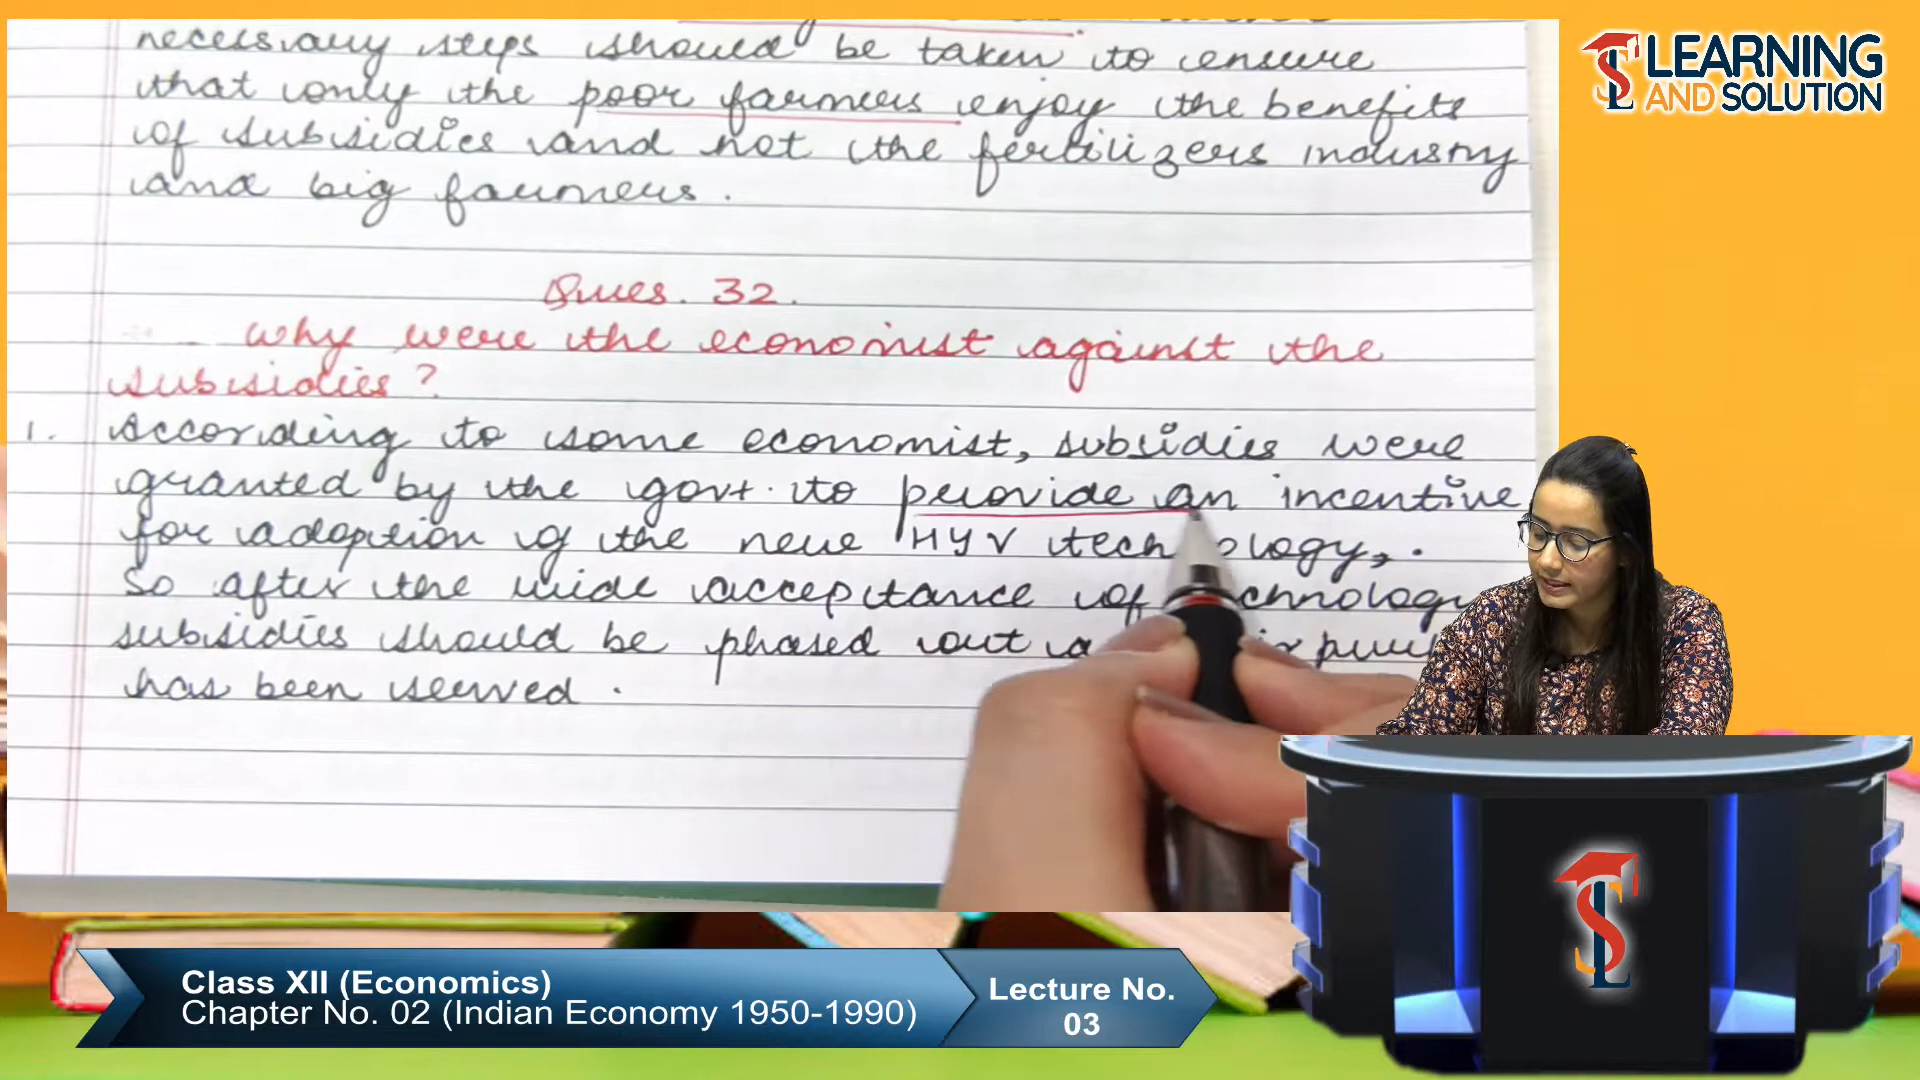 necessary steps should be taken to ensure
that only the poor farmers enjoy the benefits
of subsidies and not the fertilizers industry
and big farmers.
Ques. 32.
why were the economist against the
subsidies?
1. According to some economist, subsidies were
granted by the govt. to provide an incentive
for adoption of the new HYV technology,.
So after the wide acceptance of
subsidies should be phased out
has been served.
LEARNING
AND SOLUTION
Class XII (Economics)
Chapter No. 02 (Indian Economy 1950-1990)
Lecture No.
03